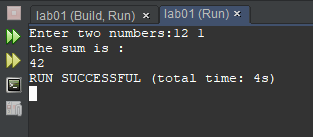 lab01 (Build, Run) × lab01 (Run) ×
Enter two numbers:12 1
the sum is :
42
RUN SUCCESSFUL (total time: 4s)